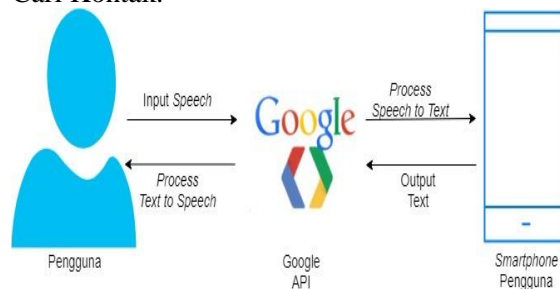 Cari Kontak.
Input Speech
Process
Speech to Text
Google
Process
Text to Speech
Output
Text
Pengguna
Google
API
Smartphone
Pengguna